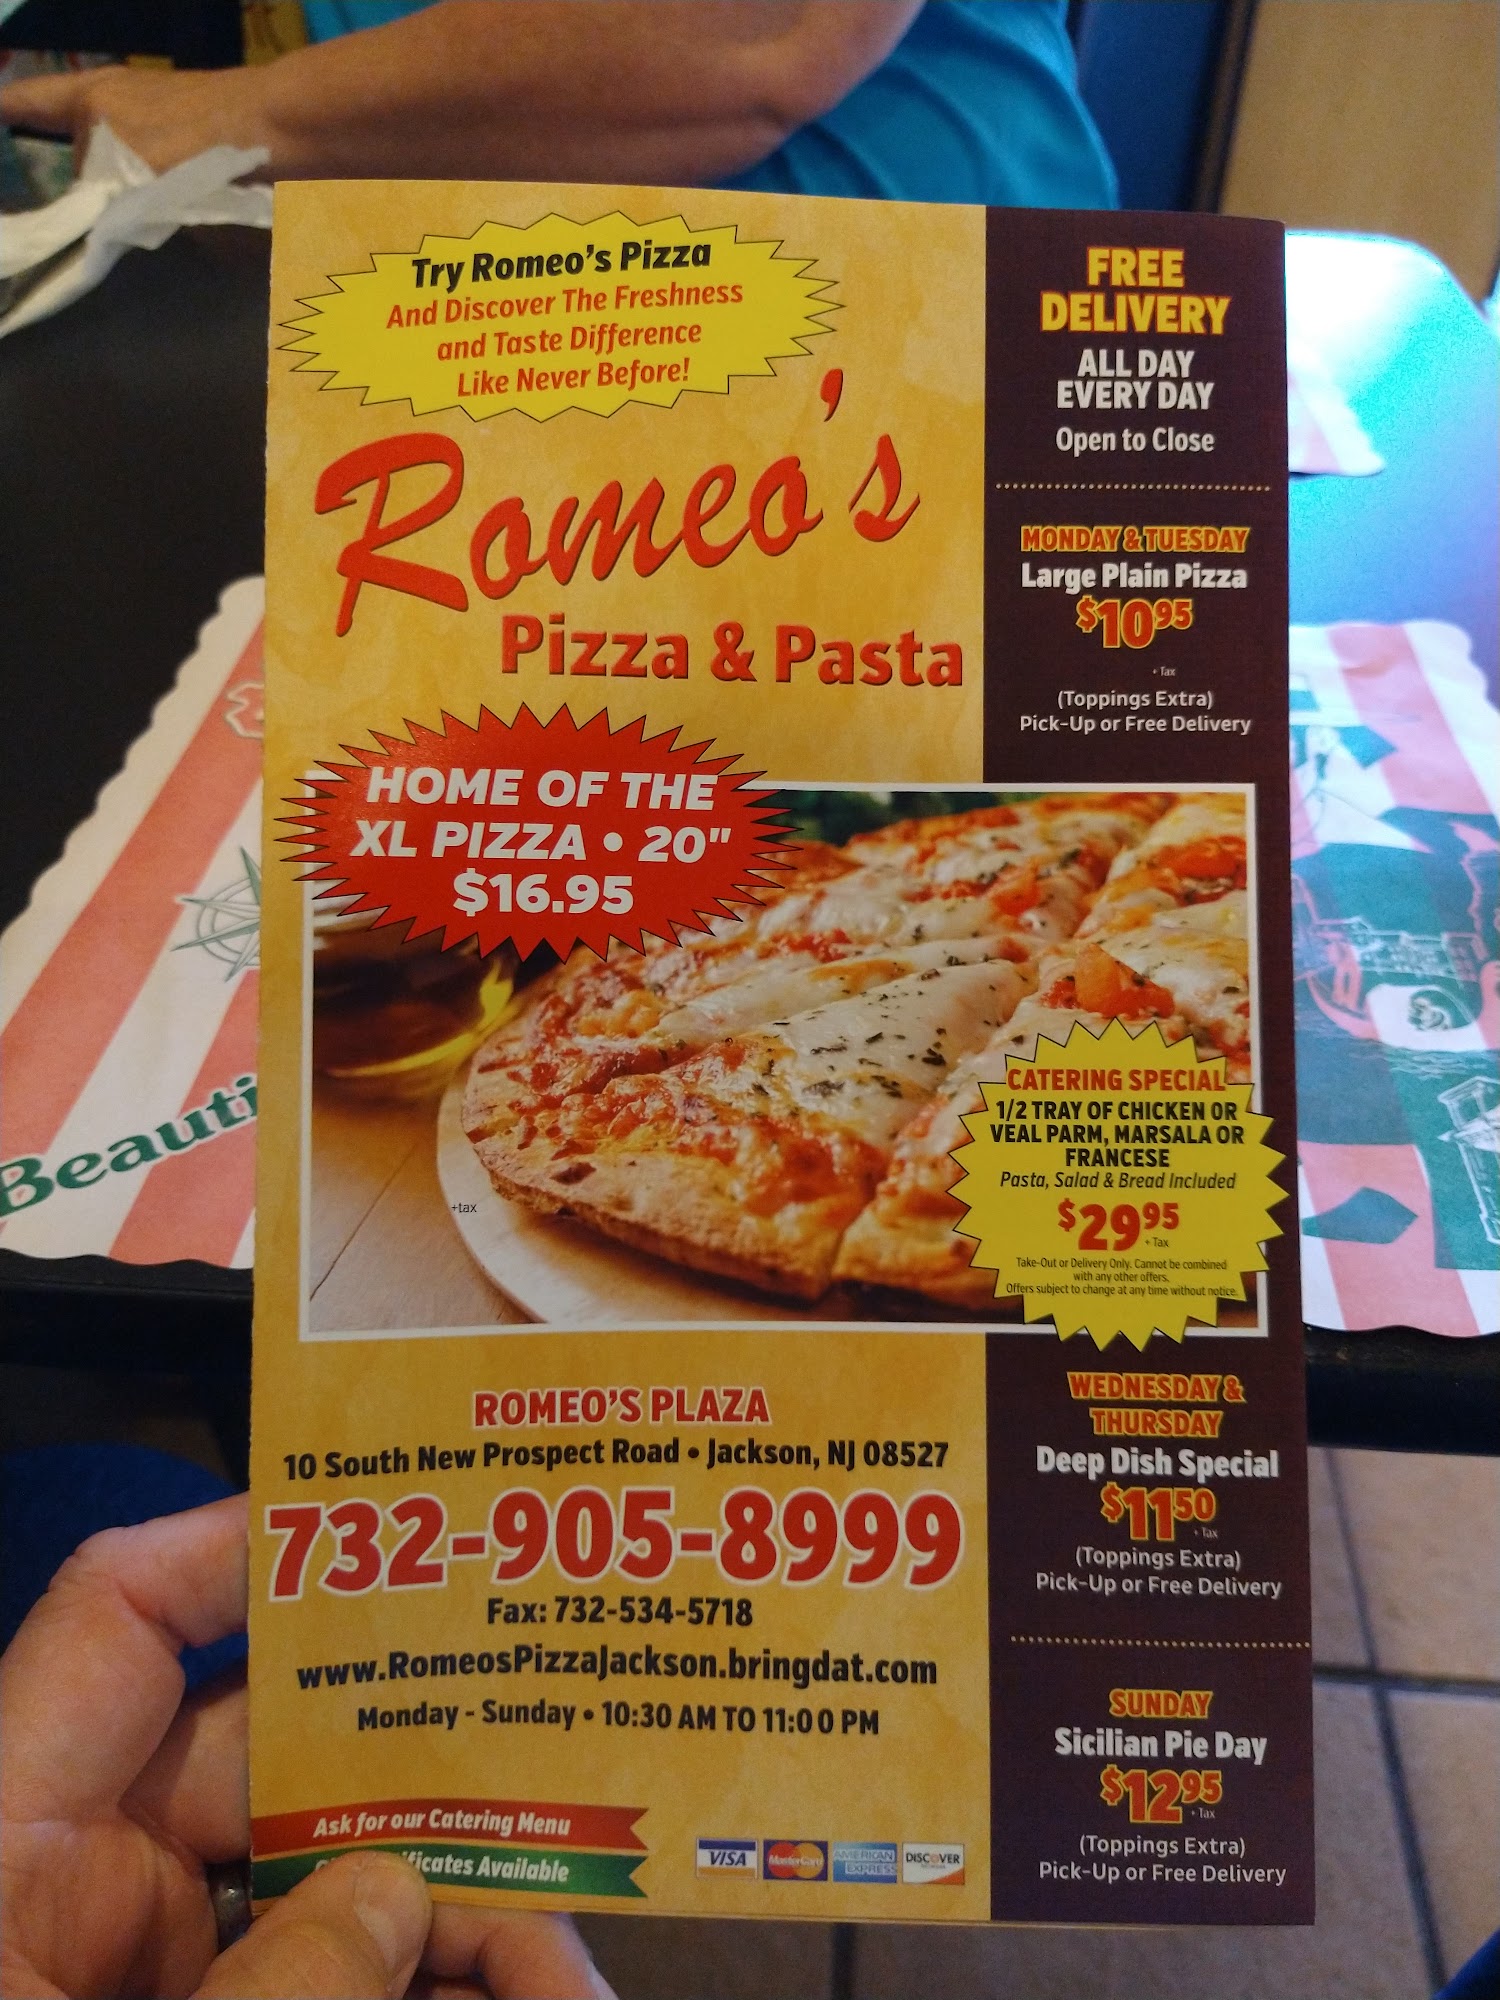 Try Romeo's Pizza
And Discover The Freshness
and Taste Difference
Like Never Before!
Romeo's
Pizza & Pasta
HOME OF THE
XL PIZZA • 20"
$16.95
+tax
FREE
DELIVERY
ALL DAY
EVERY DAY
Open to Close
MONDAY & TUESDAY
Large Plain Pizza
$10.95
+ Tax
(Toppings Extra)
Pick-Up or Free Delivery
CATERING SPECIAL
1/2 TRAY OF CHICKEN OR
VEAL PARM, MARSALA OR
FRANCESE
Pasta, Salad & Bread Included
$29.95
+ Tax
Take-Out or Delivery Only. Cannot be combined
with any other offers.
Offers subject to change at any time without notice.
WEDNESDAY &
THURSDAY
Deep Dish Special
$11.50
+ Tax
(Toppings Extra)
Pick-Up or Free Delivery
SUNDAY
Sicilian Pie Day
$12.95
+ Tax
(Toppings Extra)
Pick-Up or Free Delivery
ROMEO'S PLAZA
10 South New Prospect Road • Jackson, NJ 08527
732-905-8999
Fax: 732-534-5718
www.RomeosPizzaJackson.bringdat.com
Monday - Sunday • 10:30 AM TO 11:00 PM
Ask for our Catering Menu
Available
VISA MasterCard AMERICAN EXPRESS DISCOVER